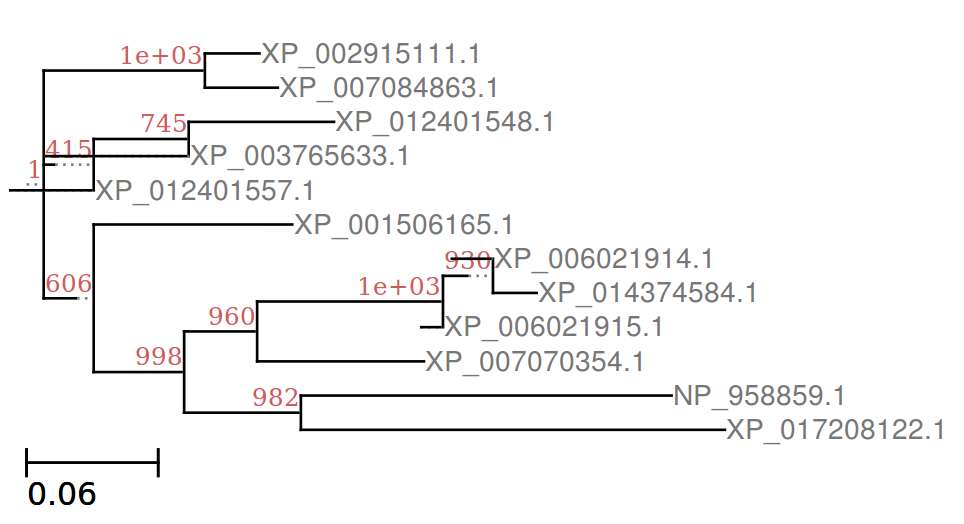 1e+03 XP_002915111.1
XP_007084863.1
745 XP_012401548.1
415 XP_003765633.1
1
XP_012401557.1
XP_001506165.1
930 XP_006021914.1
606 1e+03 XP_014374584.1
960 XP_006021915.1
998 XP_007070354.1
982 NP_958859.1
XP_017208122.1
0.06